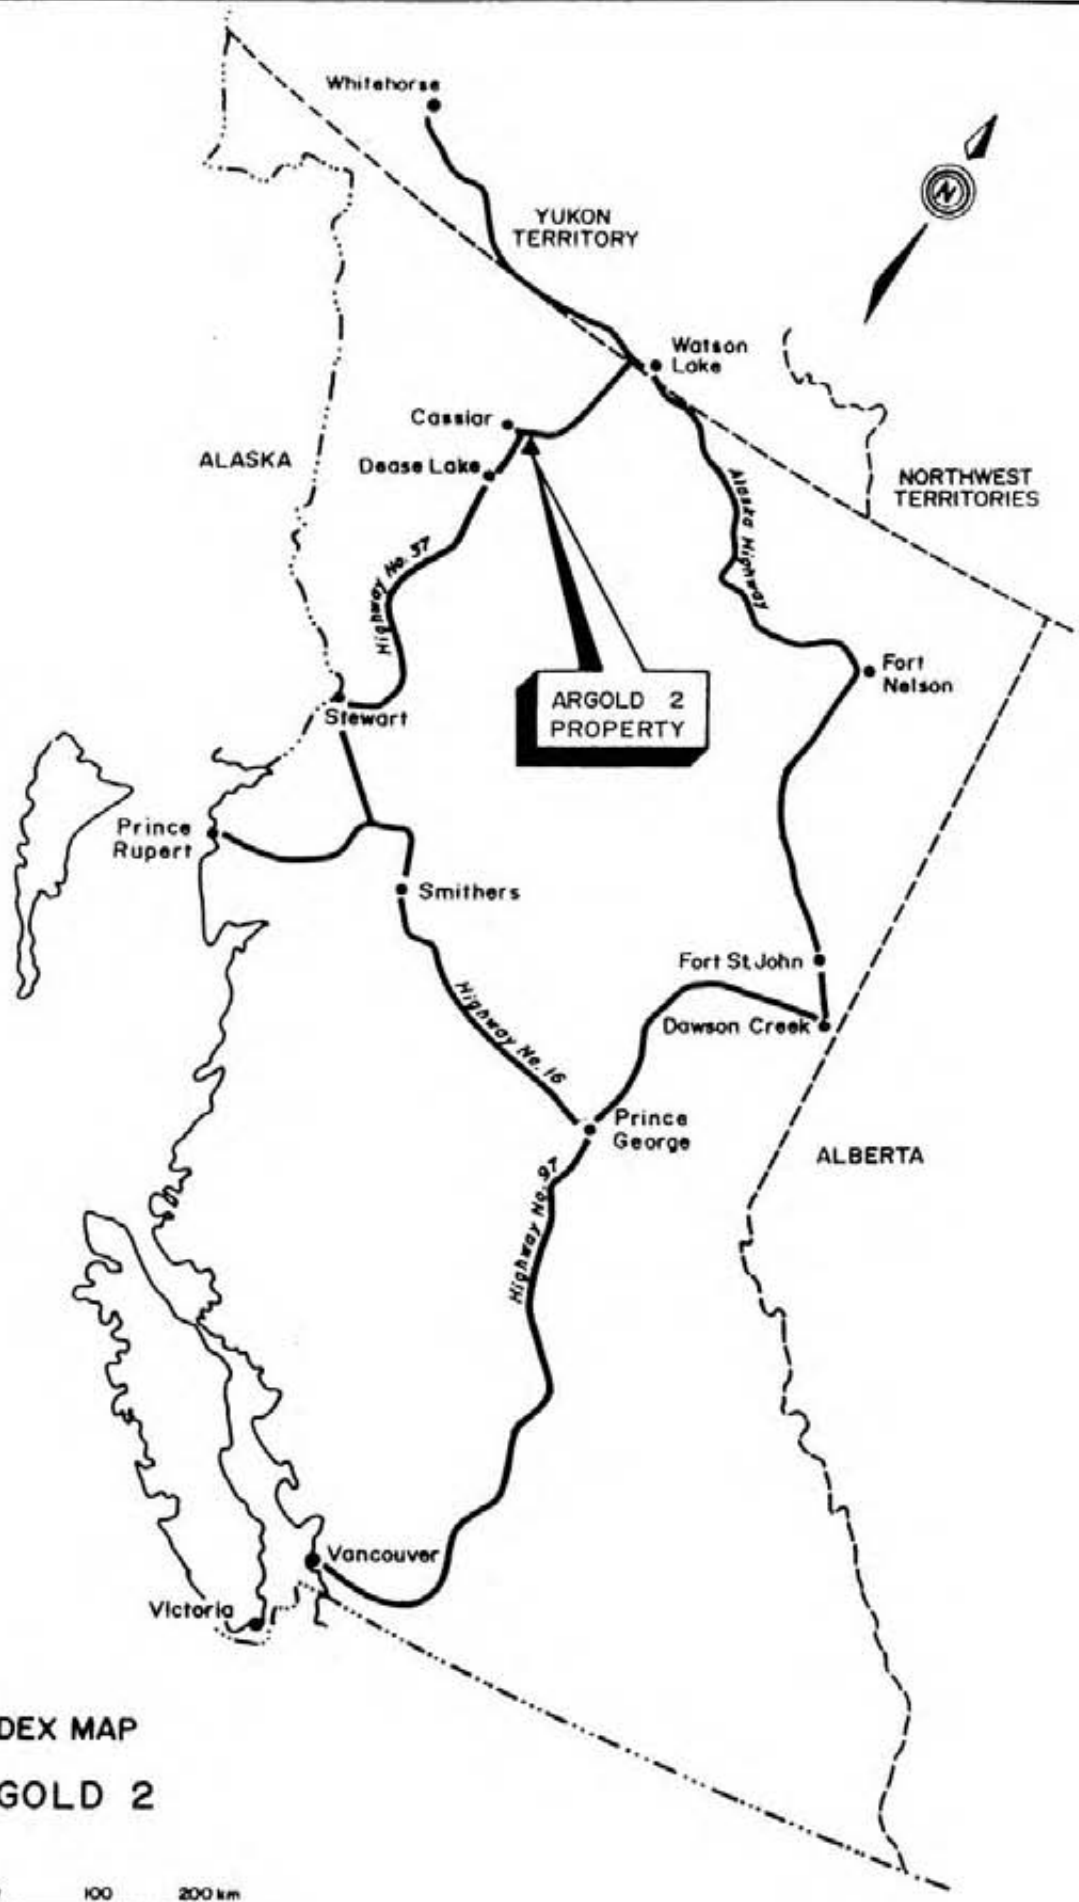 Whitehorse
N
YUKON
TERRITORY
Watson
Lake
Cassiar
ALASKA
Dease Lake
NORTHWEST
TERRITORIES
Alaska Highway
Highway No. 37
Fort
Nelson
ARGOLD 2
PROPERTY
Stewart
Prince
Rupert
Smithers
Fort St. John
Highway No. 16
Dawson Creek
Prince
George
ALBERTA
Highway No. 97
Vancouver
Victoria
DEX MAP
GOLD 2
100 200 km